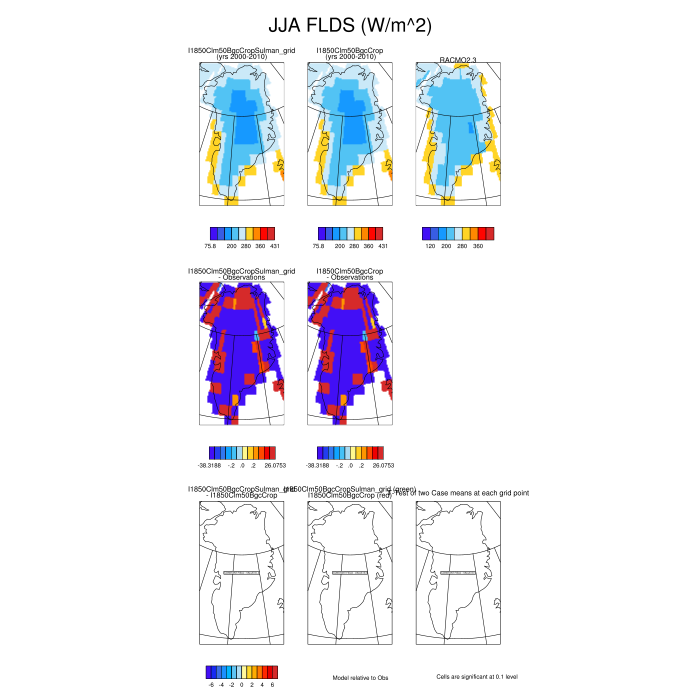 JJA FLDS (W/m^2)
I1850Clm50BgcCropSulman_grid
(yrs 2000-2010)
I1850Clm50BgcCrop
(yrs 2000-2010)
RACMO2.3
75.8 200 280 360 431
75.8 200 280 360 431
120 200 280 360
I1850Clm50BgcCropSulman_grid
- Observations
I1850Clm50BgcCrop
- Observations
-38.3188 -.2 .0 .2 26.0753
-38.3188 -.2 .0 .2 26.0753
I1850Clm50BgcCropSulman_grid
- I1850Clm50BgcCrop
I1850Clm50BgcCropSulman_grid (green)
I1850Clm50BgcCrop (red)
T-Test of two Case means at each grid point
-6 -4 -2 0 2 4 6
Model relative to Obs
Cells are significant at 0.1 level